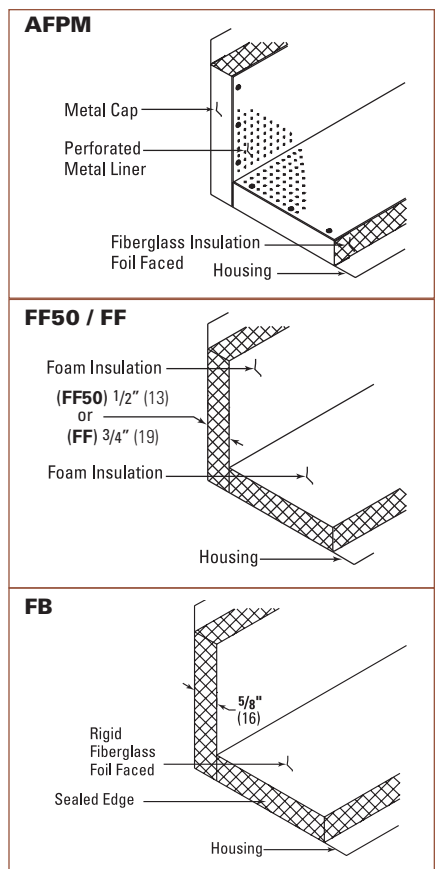 AFPM
Metal Cap
Perforated
Metal Liner
Fiberglass Insulation
Foil Faced
Housing
FF50 / FF
Foam Insulation
(FF50) 1/2" (13)
or
(FF) 3/4" (19)
Foam Insulation
Housing
FB
5/8"
(16)
Rigid
Fiberglass
Foil Faced
Sealed Edge
Housing